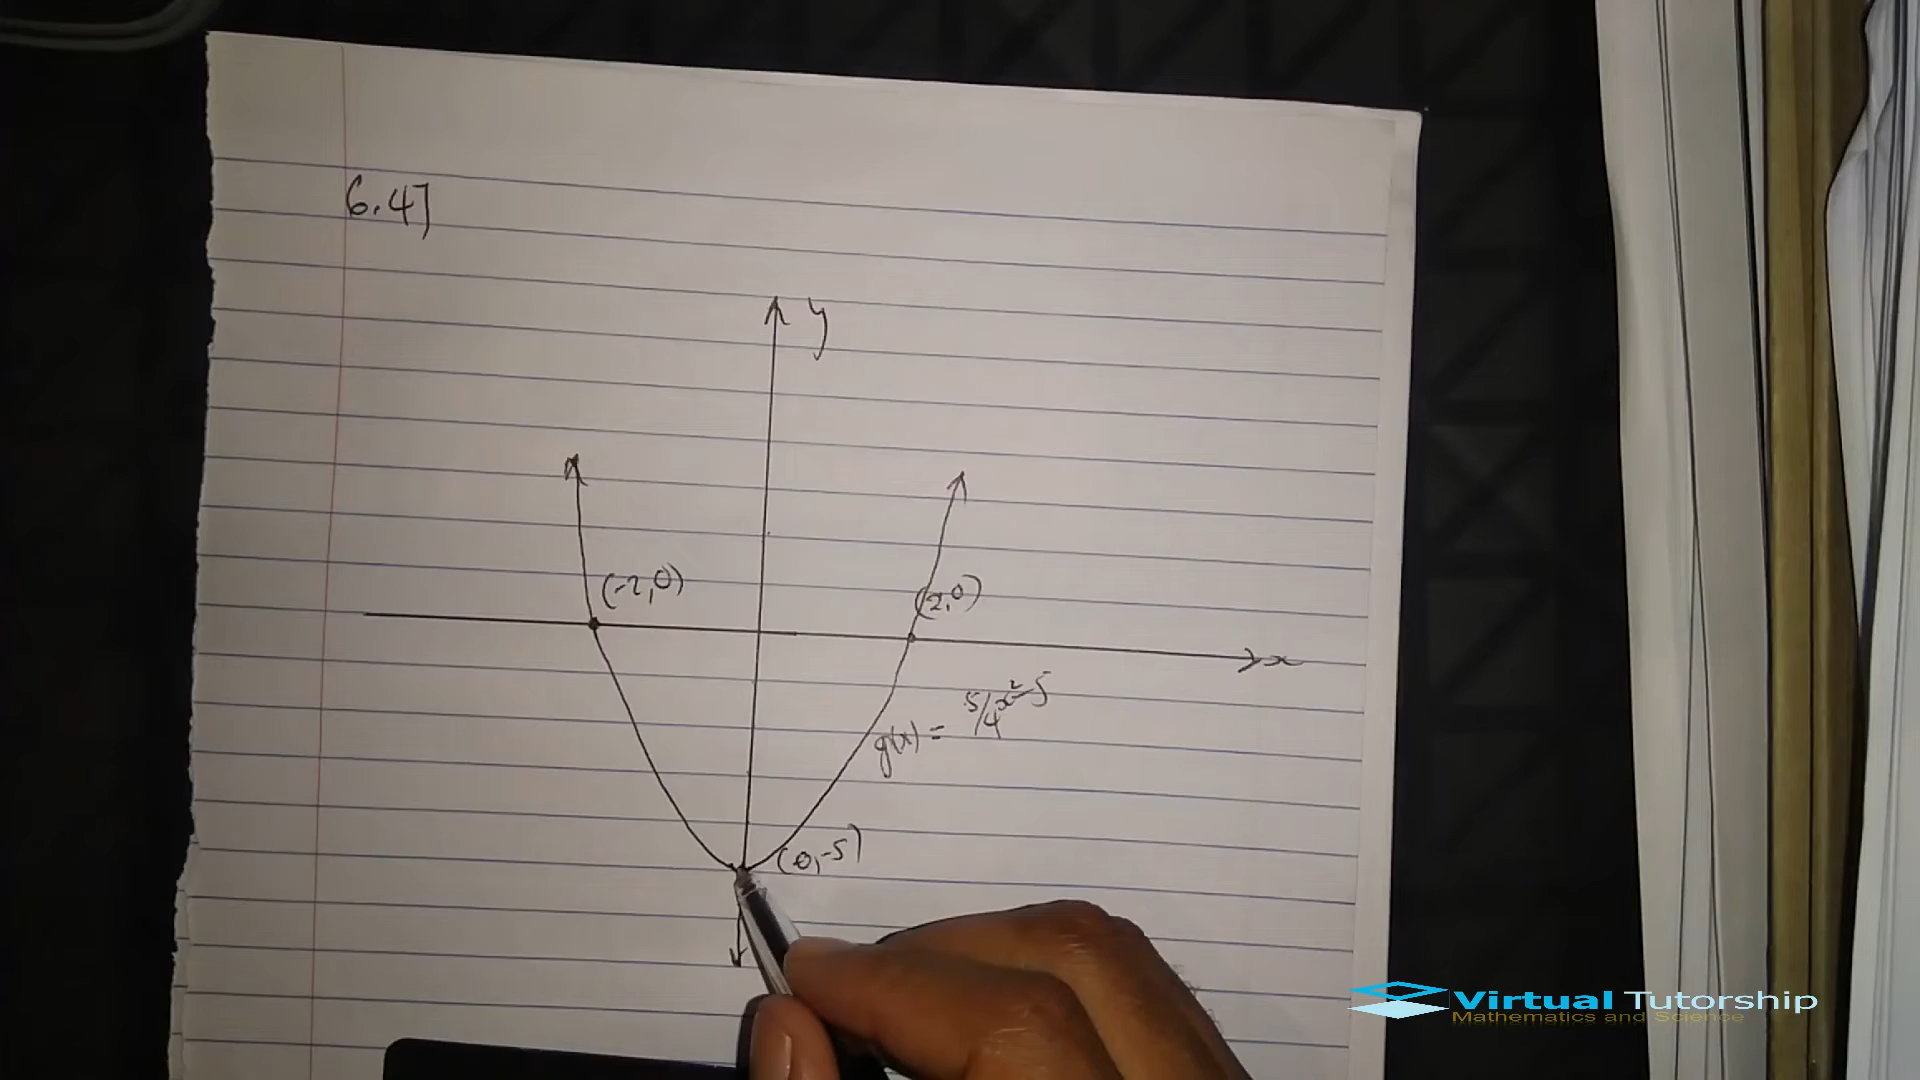 6.4]
y
(-2,0)
(2,0)
x
g(x) = 5/4x²-5
(0,-5)
Virtual Tutorship
Mathematics and Science